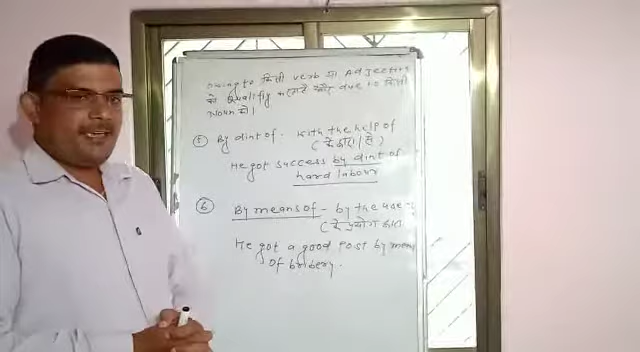 owing to किसी verb या Adjective
को Qualify करता है और due to किसी
Noun को।
⑤ By dint of :- with the help of
(के द्वारा / से)
He got success by dint of
hard labour
⑥ By means of - by the use
(के प्रयोग द्वारा
He got a good post by mean
Of bribery.